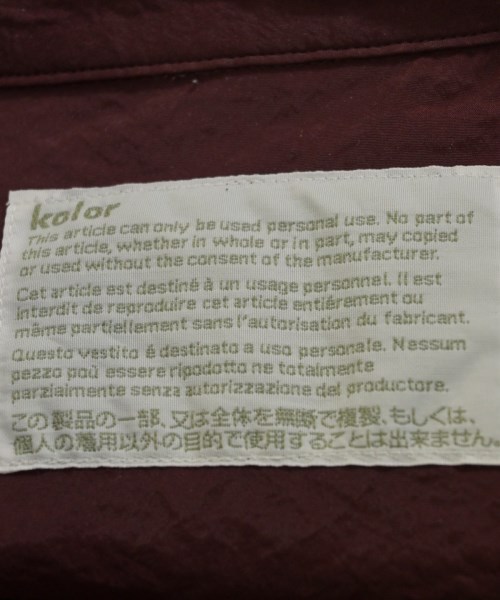 kolor
This article can only be used personal use. No part of
this article, whether in whole or in part, may copied
or used without the consent of the manufacturer.
Cet article est destiné à un usage personnel. Il est
interdit de reproduire cet article entiérement ou
même partiellement sans l'autorisation du fabricant.
Questo vestito é destinato a uso personale. Nessum
pezzo paù essere ripodotto ne totalmente
parzialmente senza autorizzazione del productore.
この製品の一部、又は全体を無断で複製、もしくは、
個人の着用以外の目的で使用することは出来ません。